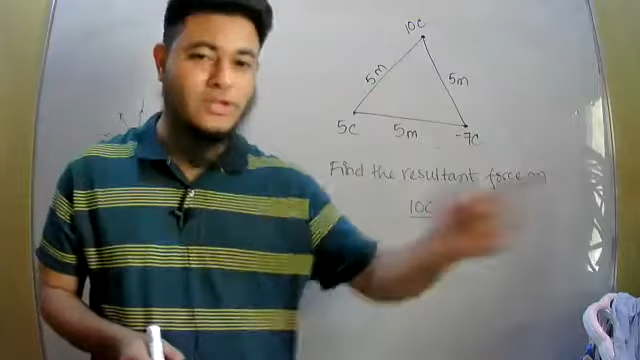 10C
5m
5m
5C
5m
-7C
Find the resultant force on
10C